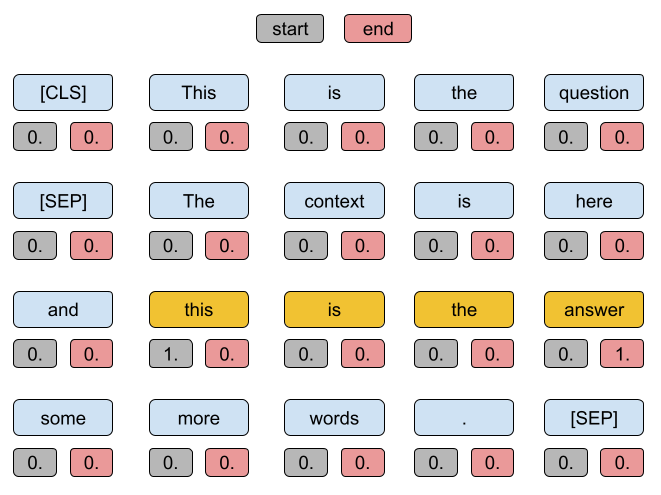 start end
[CLS] This is the question
0. 0. 0. 0. 0. 0. 0. 0. 0. 0.
[SEP] The context is here
0. 0. 0. 0. 0. 0. 0. 0. 0. 0.
and this is the answer
0. 0. 1. 0. 0. 0. 0. 0. 0. 1.
some more words . [SEP]
0. 0. 0. 0. 0. 0. 0. 0. 0. 0.